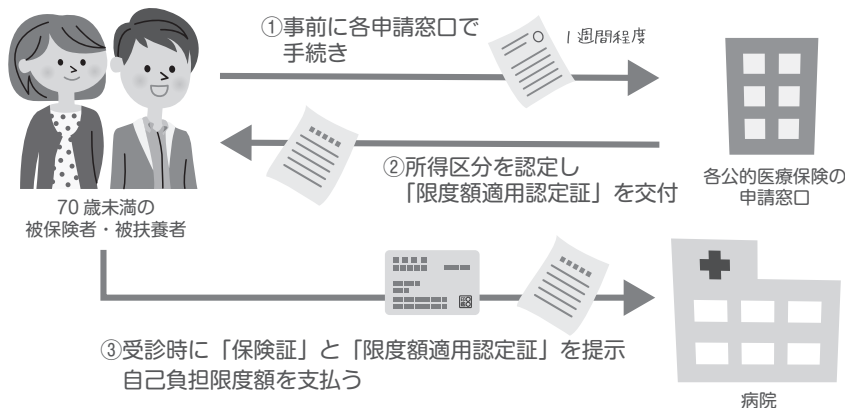 ①事前に各申請窓口で
手続き
1週間程度
②所得区分を認定し
「限度額適用認定証」を交付
各公的医療保険の
申請窓口
70歳未満の
被保険者・被扶養者
③受診時に「保険証」と「限度額適用認定証」を提示
自己負担限度額を支払う
病院